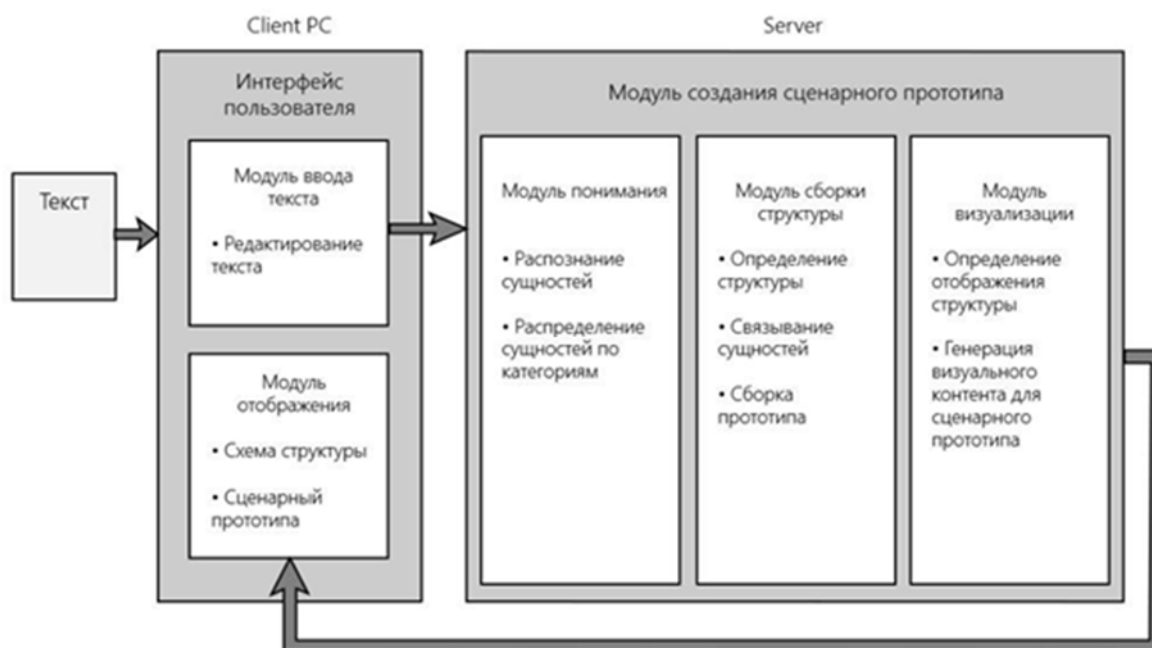 Client PC
Server
Интерфейс
пользователя
Модуль создания сценарного прототипа
Текст
Модуль ввода
текста
• Редактирование
текста
Модуль
отображения
• Схема структуры
• Сценарный
прототипа
Модуль понимания
• Распознание
сущностей
• Распределение
сущностей по
категориям
Модуль сборки
структуры
• Определение
структуры
• Связывание
сущностей
• Сборка
прототипа
Модуль
визуализации
• Определение
отображения
структуры
• Генерация
визуального
контента для
сценарного
прототипа